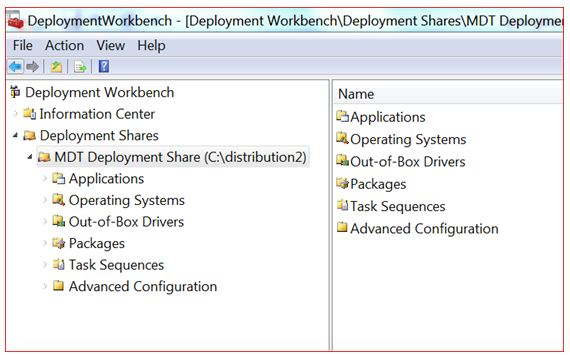 DeploymentWorkbench - [Deployment Workbench\Deployment Shares\MDT Deploymen
File Action View Help
Deployment Workbench
Information Center
Deployment Shares
MDT Deployment Share (C:\distribution2)
Applications
Operating Systems
Out-of-Box Drivers
Packages
Task Sequences
Advanced Configuration
Name
Applications
Operating Systems
Out-of-Box Drivers
Packages
Task Sequences
Advanced Configuration